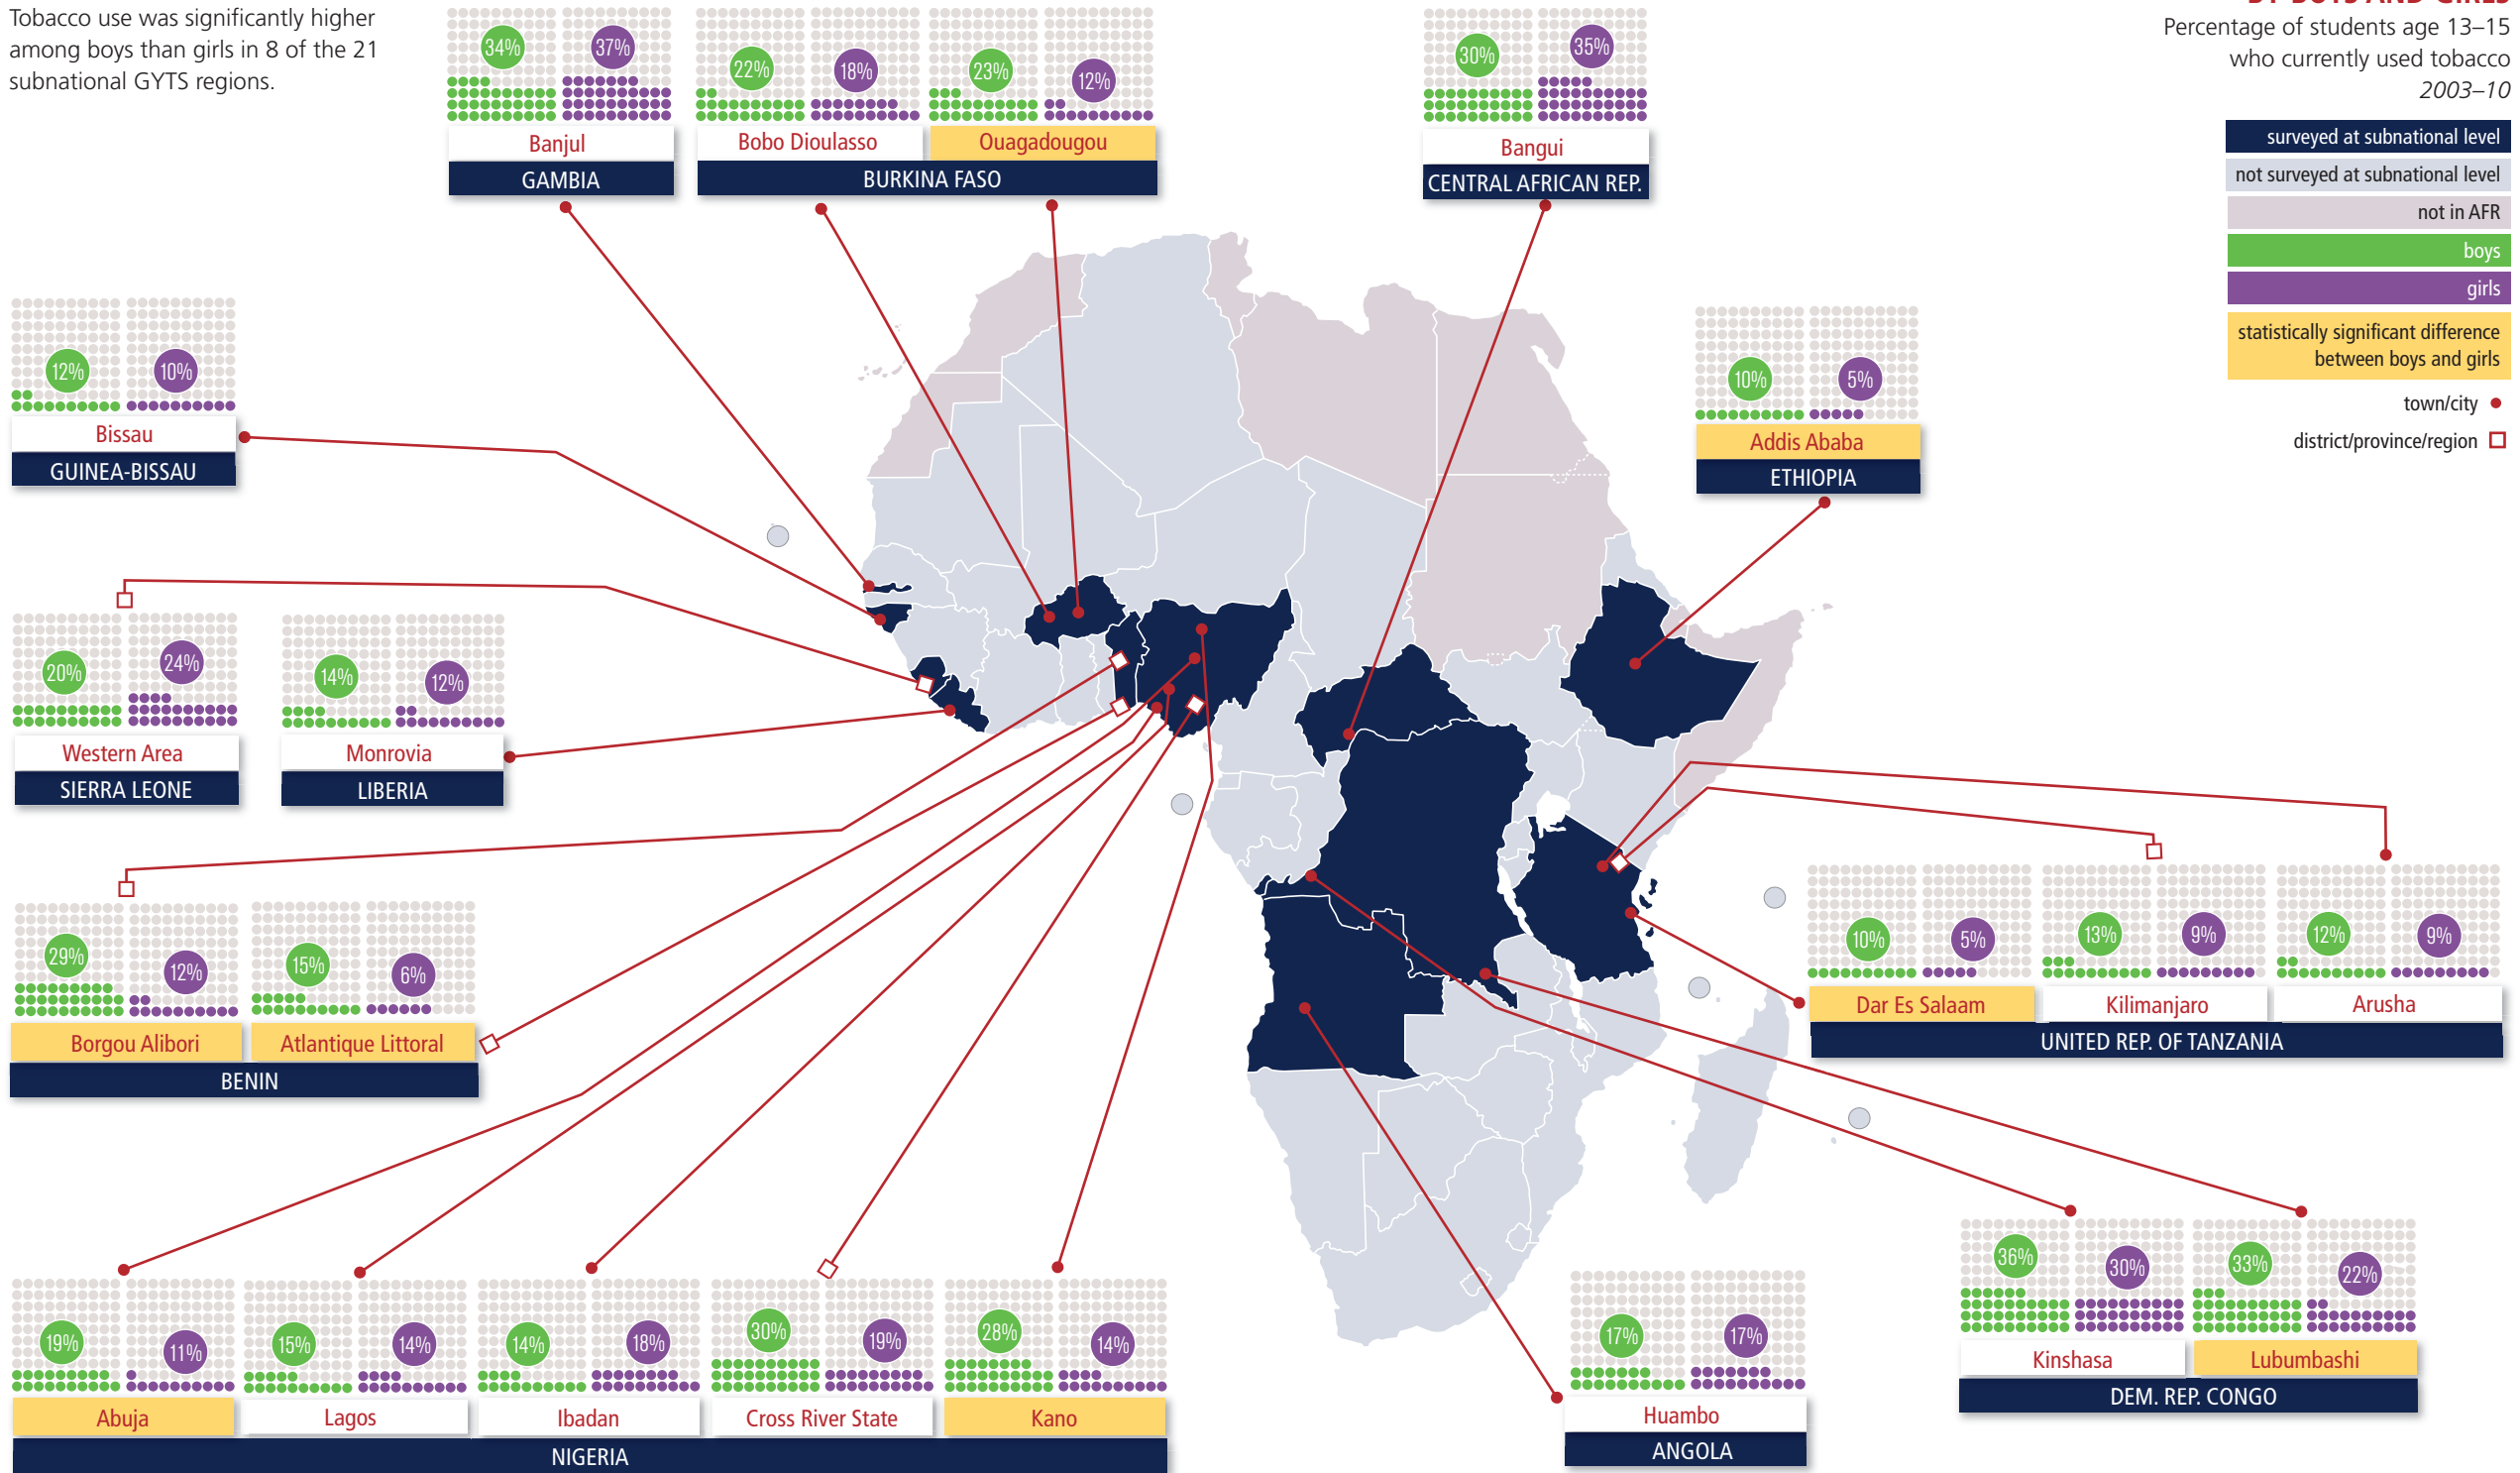 Tobacco use was significantly higher
among boys than girls in 8 of the 21
subnational GYTS regions.
BY BOYS AND GIRLS
Percentage of students age 13–15
who currently used tobacco
2003–10
surveyed at subnational level
not surveyed at subnational level
not in AFR
boys
girls
statistically significant difference
between boys and girls
town/city
district/province/region
34% 37%
Banjul
GAMBIA
22% 18% 23% 12%
Bobo Dioulasso Ouagadougou
BURKINA FASO
30% 35%
Bangui
CENTRAL AFRICAN REP.
12% 10%
Bissau
GUINEA-BISSAU
10% 5%
Addis Ababa
ETHIOPIA
20% 24%
Western Area
SIERRA LEONE
14% 12%
Monrovia
LIBERIA
29% 12% 15% 6%
Borgou Alibori Atlantique Littoral
BENIN
10% 5% 13% 9% 12% 9%
Dar Es Salaam Kilimanjaro Arusha
UNITED REP. OF TANZANIA
19% 11% 15% 14% 14% 18% 30% 19% 28% 14%
Abuja Lagos Ibadan Cross River State Kano
NIGERIA
17% 17%
Huambo
ANGOLA
36% 30% 33% 22%
Kinshasa Lubumbashi
DEM. REP. CONGO